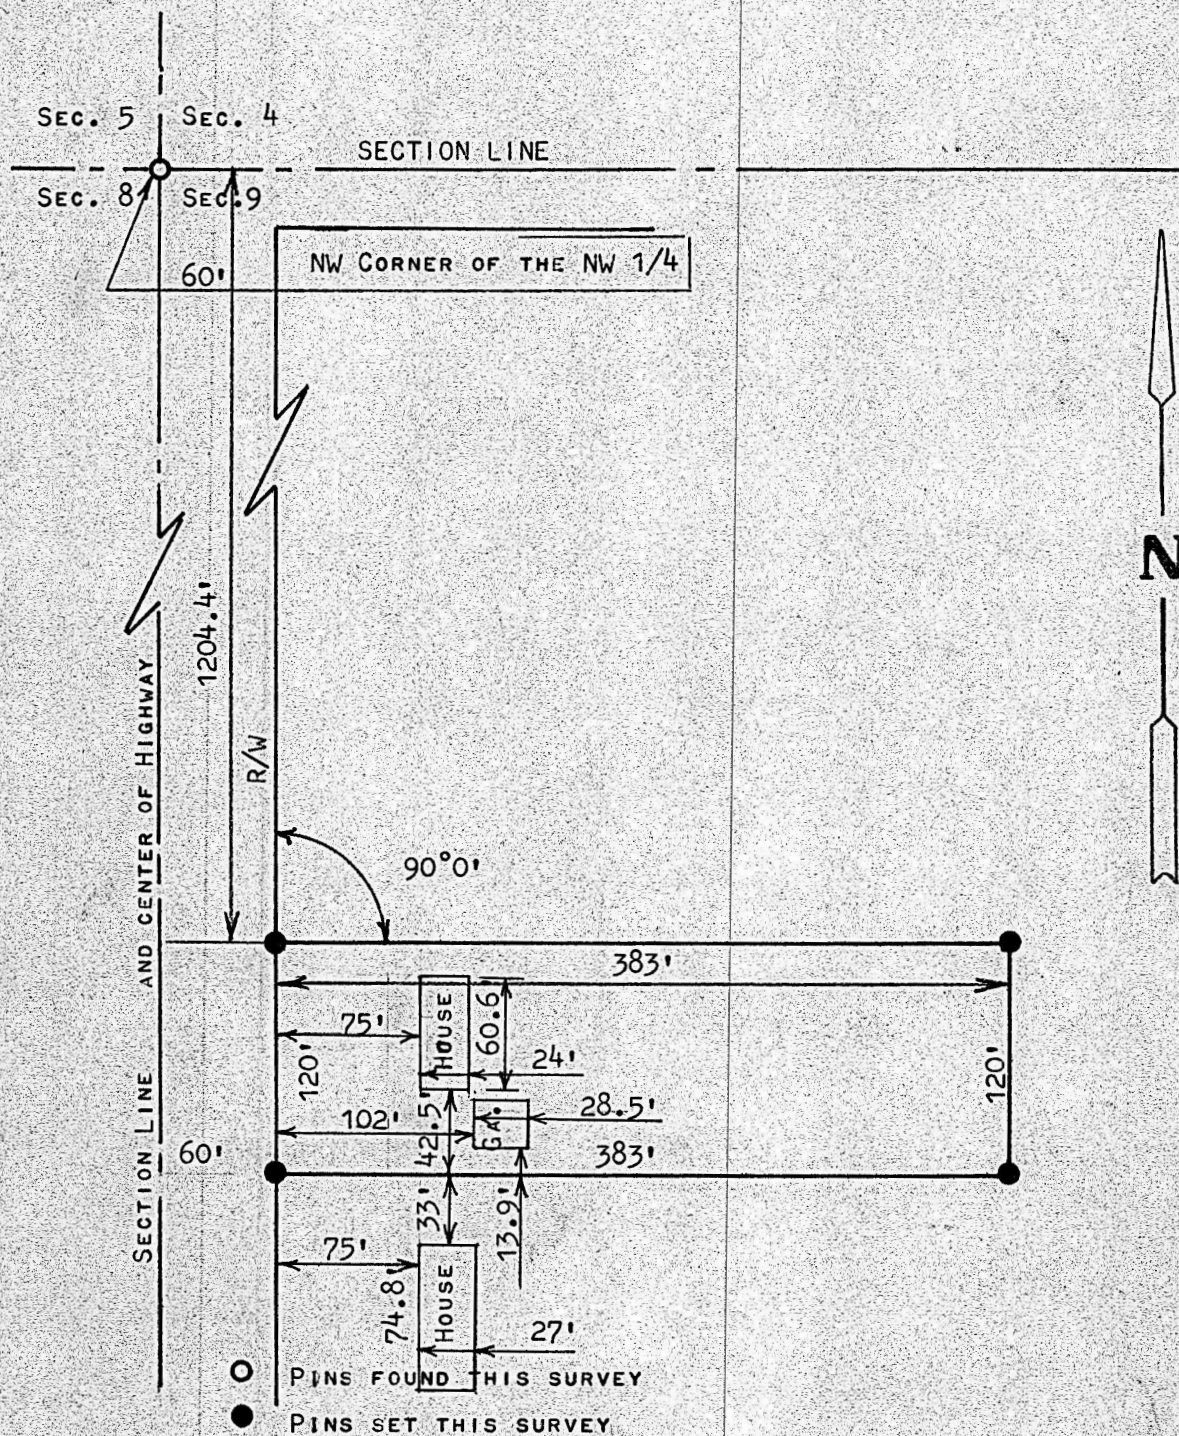 SEC. 5 SEC. 4
SECTION LINE
SEC. 8 SEC. 9
NW CORNER OF THE NW 1/4
60'
N
1204.4'
R/W
SECTION LINE AND CENTER OF HIGHWAY
90°0'
383'
75'
HOUSE
60.6'
120'
24'
120'
102'
42.5'
GA.
28.5'
60'
383'
33'
13.9'
75'
74.8'
HOUSE
27'
PINS FOUND THIS SURVEY
PINS SET THIS SURVEY